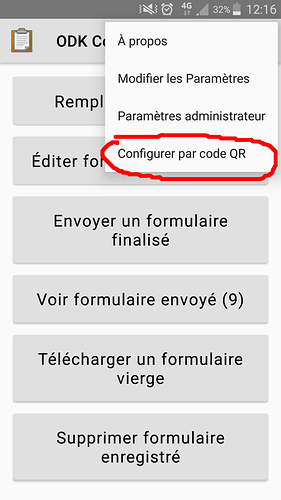 4G 32% 12:16
ODK Co
À propos
Modifier les Paramètres
Paramètres administrateur
Configurer par code QR
Rempl
Éditer for
Envoyer un formulaire
finalisé
Voir formulaire envoyé (9)
Télécharger un formulaire
vierge
Supprimer formulaire
enregistré